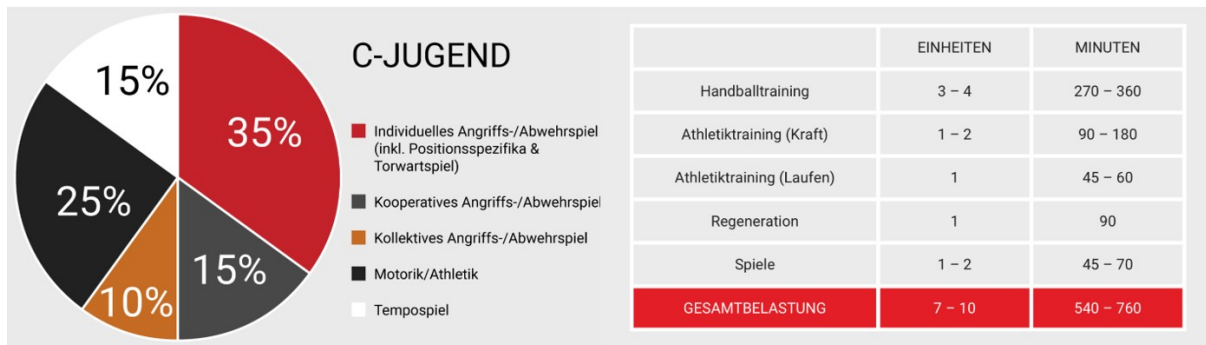 C-JUGEND
15%
35%
25%
15%
10%
Individuelles Angriffs-/Abwehrspiel
(inkl. Positionsspezifika &
Torwartspiel)
Kooperatives Angriffs-/Abwehrspiel
Kollektives Angriffs-/Abwehrspiel
Motorik/Athletik
Tempospiel
EINHEITEN MINUTEN
Handballtraining 3 – 4 270 – 360
Athletiktraining (Kraft) 1 – 2 90 – 180
Athletiktraining (Laufen) 1 45 – 60
Regeneration 1 90
Spiele 1 – 2 45 – 70
GESAMTBELASTUNG 7 – 10 540 – 760